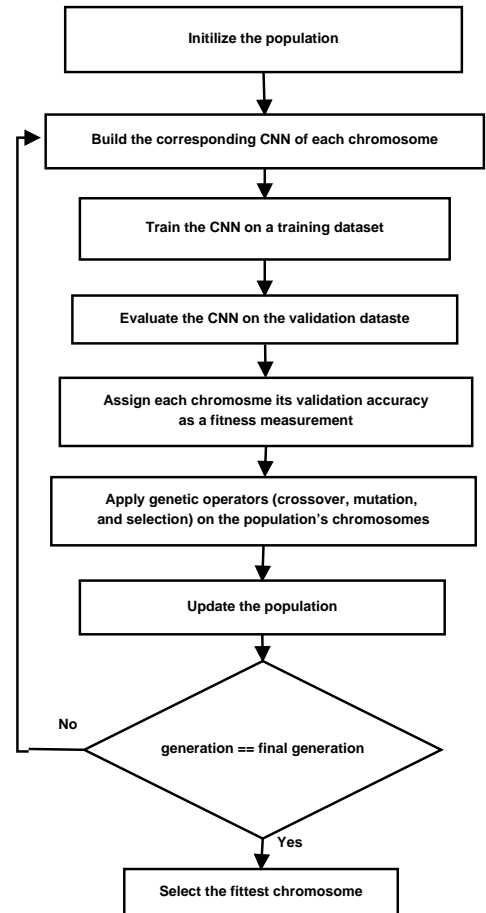 Initilize the population
Build the corresponding CNN of each chromosome
Train the CNN on a training dataset
Evaluate the CNN on the validation dataste
Assign each chromosme its validation accuracy
as a fitness measurement
Apply genetic operators (crossover, mutation,
and selection) on the population’s chromosomes
Update the population
No
generation == final generation
Yes
Select the fittest chromosome